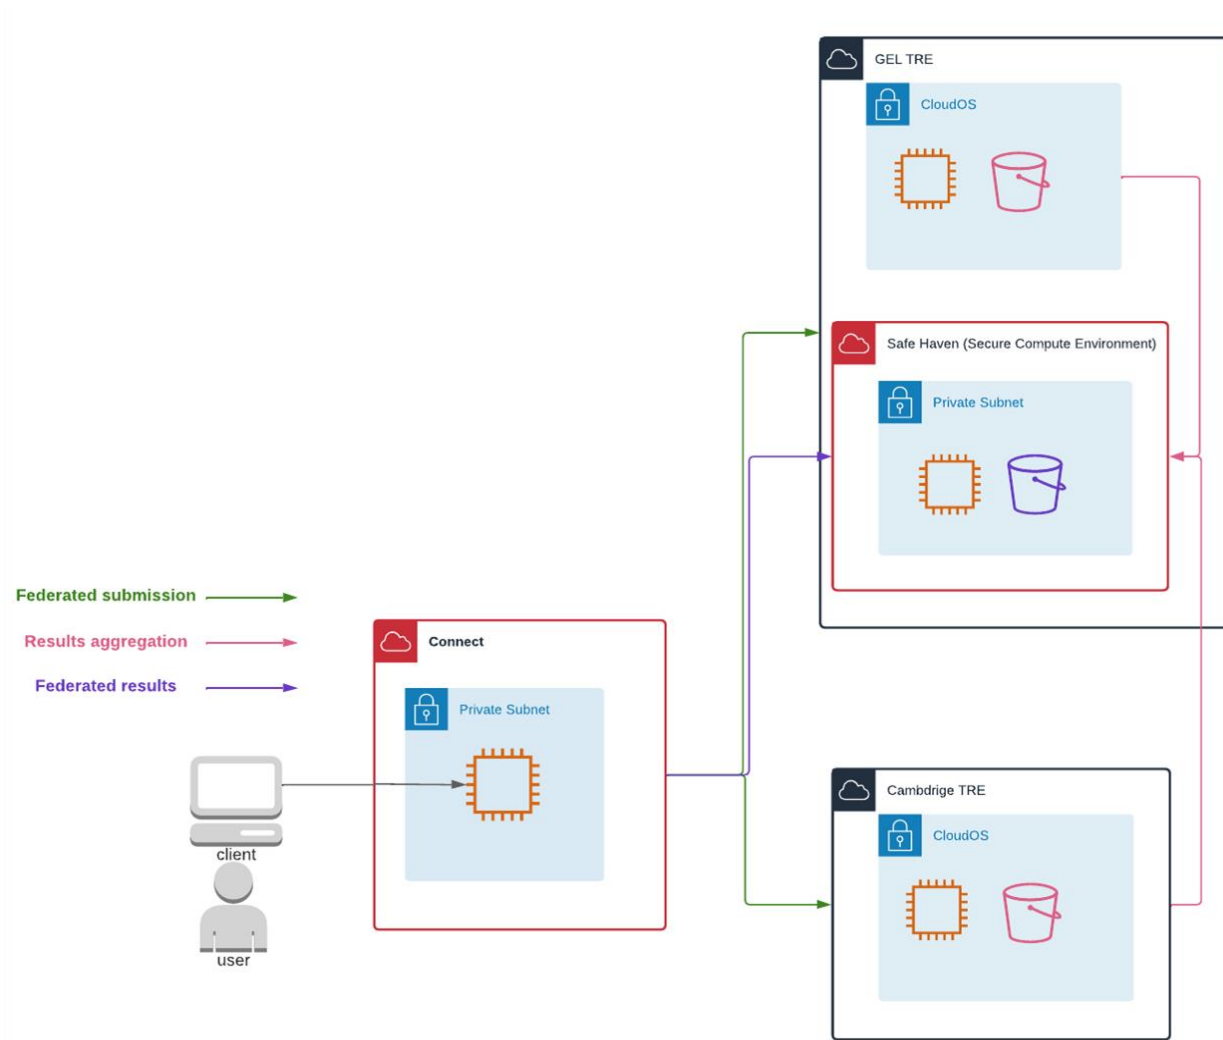 GEL TRE
CloudOS
Safe Haven (Secure Compute Environment)
Private Subnet
Federated submission
Results aggregation
Federated results
Connect
Private Subnet
client
user
Cambdrige TRE
CloudOS